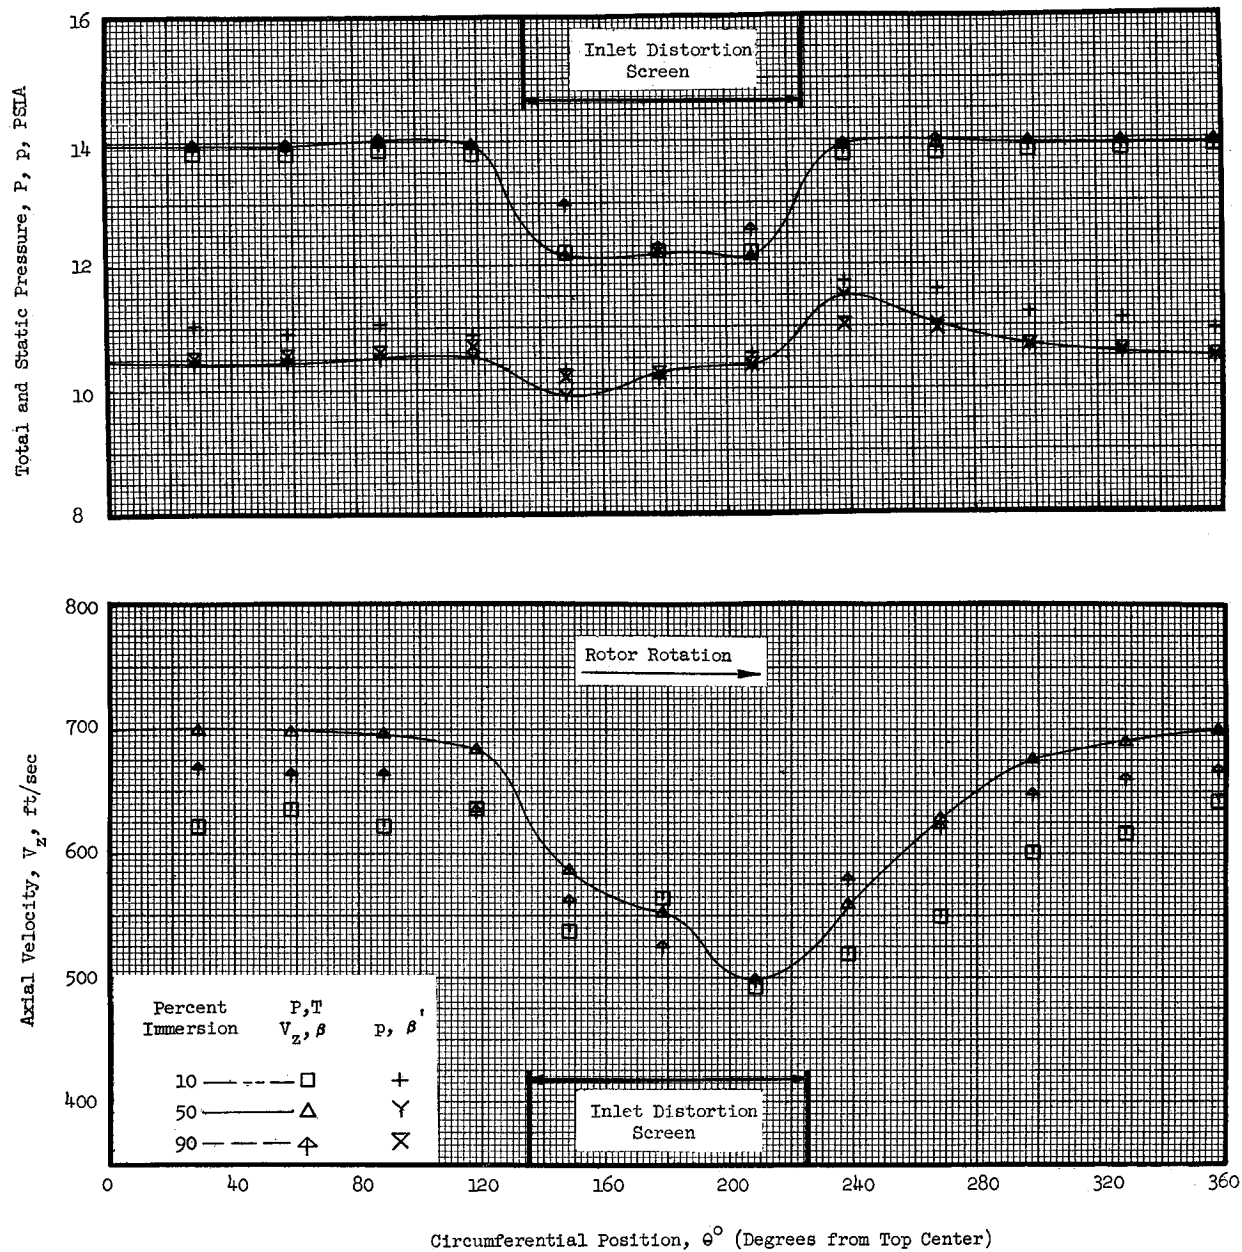 16
14
12
10
8
Total and Static Pressure, P, p, PSIA
Inlet Distortion
Screen
800
700
600
500
400
Axial Velocity, V_z, ft/sec
Rotor Rotation
Percent
Immersion
P,T
V_z, β
p, β'
10
50
90
Inlet Distortion
Screen
0 40 80 120 160 200 240 280 320 360
Circumferential Position, θ° (Degrees from Top Center)